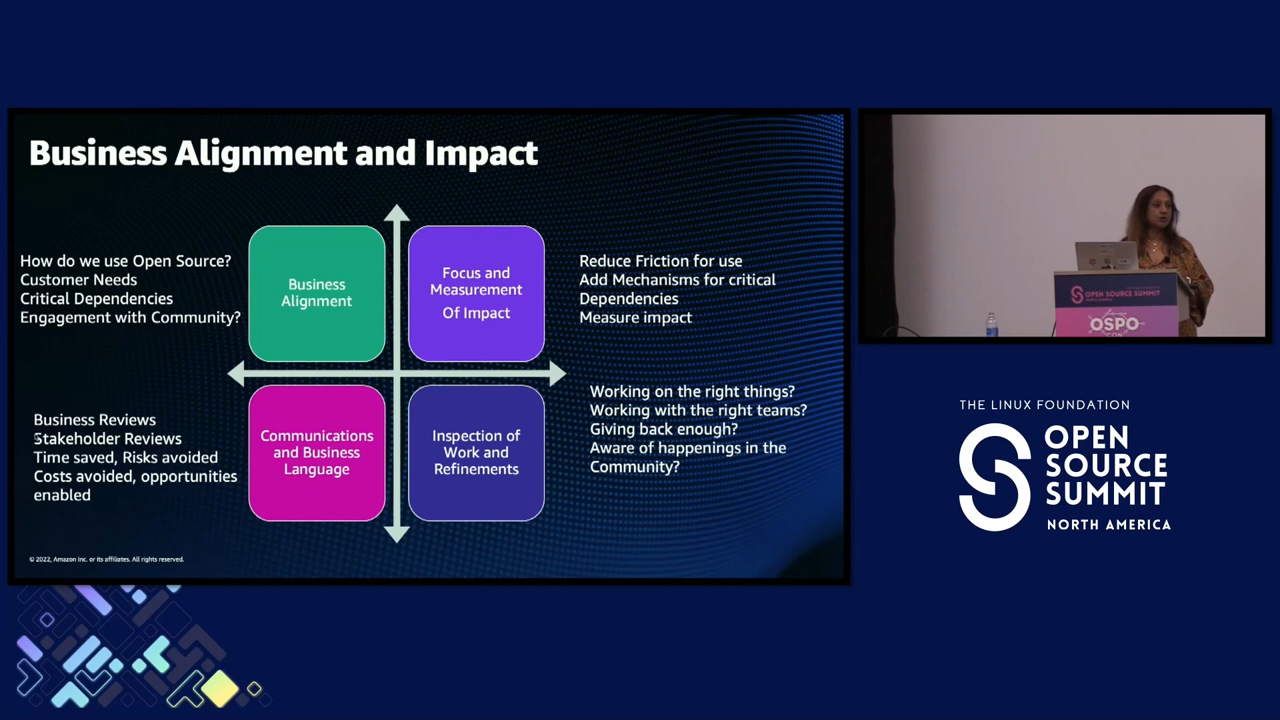 Business Alignment and Impact
How do we use Open Source?
Customer Needs
Critical Dependencies
Engagement with Community?
Business
Alignment
Focus and
Measurement
Of Impact
Reduce Friction for use
Add Mechanisms for critical
Dependencies
Measure impact
Business Reviews
Stakeholder Reviews
Time saved, Risks avoided
Costs avoided, opportunities
enabled
Communications
and Business
Language
Inspection of
Work and
Refinements
Working on the right things?
Working with the right teams?
Giving back enough?
Aware of happenings in the
Community?
© 2022, Amazon Inc. or its affiliates. All rights reserved.
OPEN SOURCE SUMMIT
OSPO
CON
THE LINUX FOUNDATION
OPEN
SOURCE
SUMMIT
NORTH AMERICA